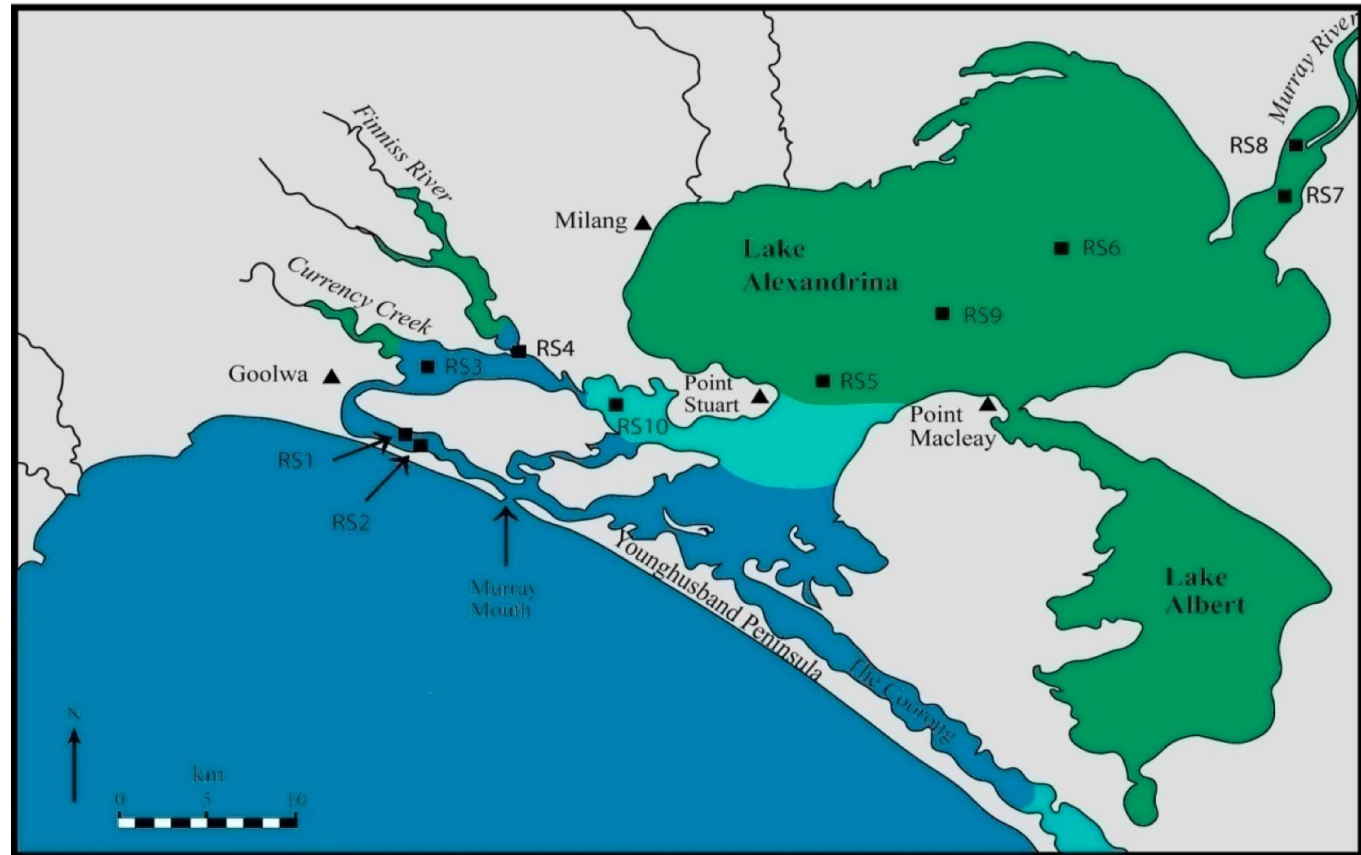 Murray River
Finniss River
RS8
RS7
Milang
Lake
Alexandrina
RS6
Currency Creek
RS9
RS4
RS3
Goolwa
RS5
Point
Stuart
RS10
Point
Macleay
RS1
RS2
Murray
Mouth
Younghusband Peninsula
Lake
Albert
The Coorong
N
km
0 5 10